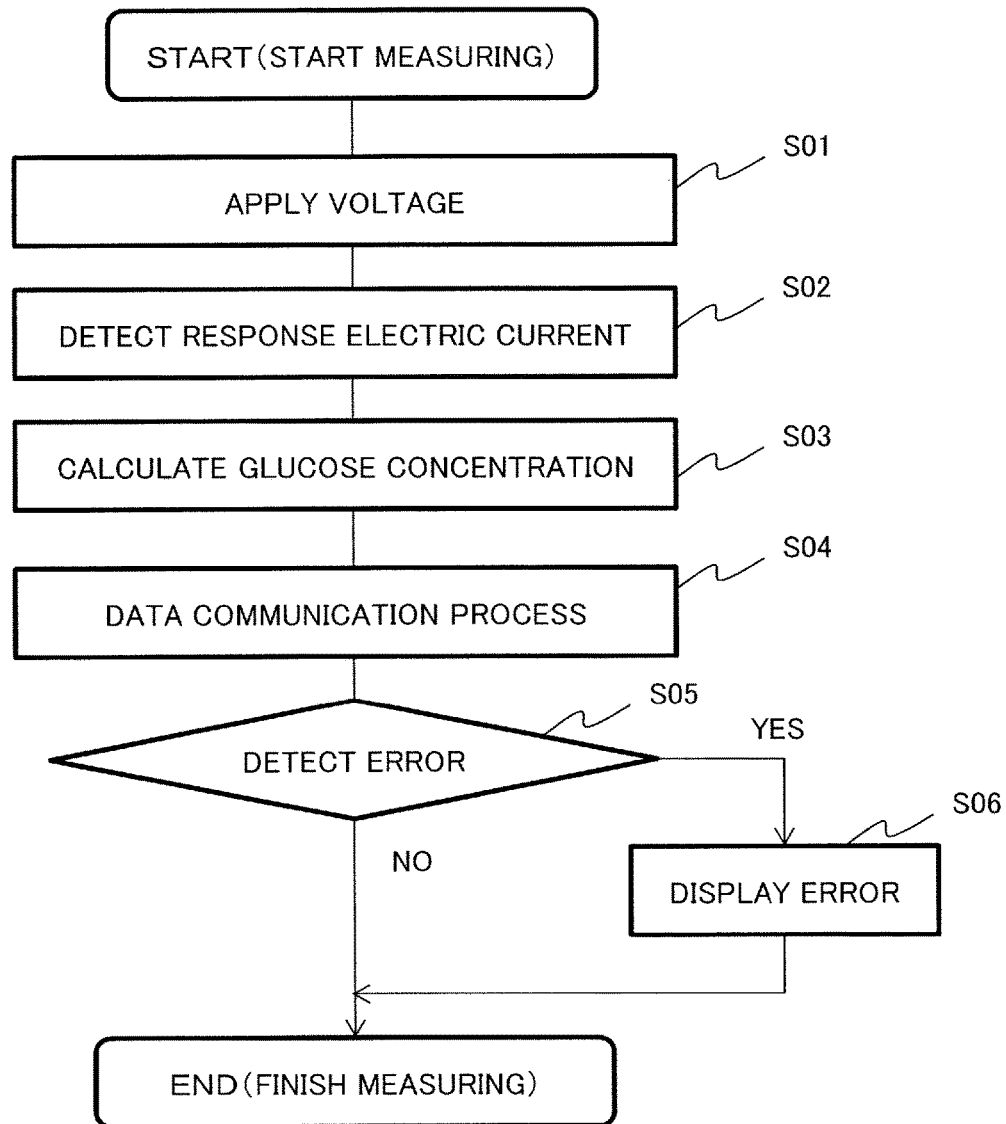 START(START MEASURING)
S01
APPLY VOLTAGE
S02
DETECT RESPONSE ELECTRIC CURRENT
S03
CALCULATE GLUCOSE CONCENTRATION
S04
DATA COMMUNICATION PROCESS
S05
DETECT ERROR
YES
S06
NO
DISPLAY ERROR
END(FINISH MEASURING)